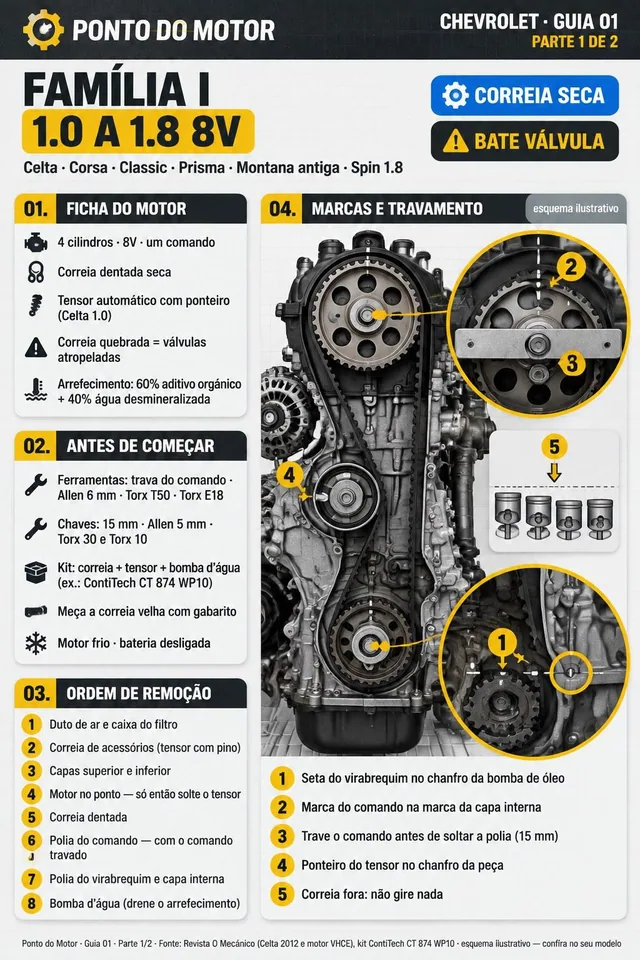 PONTO DO MOTOR
CHEVROLET · GUIA 01
PARTE 1 DE 2
FAMÍLIA I
1.0 A 1.8 8V
CORREIA SECA
BATE VÁLVULA
Celta · Corsa · Classic · Prisma · Montana antiga · Spin 1.8
01. FICHA DO MOTOR
4 cilindros · 8V · um comando
Correia dentada seca
Tensor automático com ponteiro
(Celta 1.0)
Correia quebrada = válvulas
atropeladas
Arrefecimento: 60% aditivo orgânico
+ 40% água desmineralizada
02. ANTES DE COMEÇAR
Ferramentas: trava do comando ·
Allen 6 mm · Torx T50 · Torx E18
Chaves: 15 mm · Allen 5 mm ·
Torx 30 e Torx 10
Kit: correia + tensor + bomba d'água
(ex.: ContiTech CT 874 WP10)
Meça a correia velha com gabarito
Motor frio · bateria desligada
03. ORDEM DE REMOÇÃO
1 Duto de ar e caixa do filtro
2 Correia de acessórios (tensor com pino)
3 Capas superior e inferior
4 Motor no ponto — só então solte o tensor
5 Correia dentada
6 Polia do comando — com o comando
travado
7 Polia do virabrequim e capa interna
8 Bomba d'água (drene o arrefecimento)
04. MARCAS E TRAVAMENTO
esquema ilustrativo
2
3
5
4
1
1 Seta do virabrequim no chanfro da bomba de óleo
2 Marca do comando na marca da capa interna
3 Trave o comando antes de soltar a polia (15 mm)
4 Ponteiro do tensor no chanfro da peça
5 Correia fora: não gire nada
Ponto do Motor · Guia 01 · Parte 1/2 · Fonte: Revista O Mecânico (Celta 2012 e motor VHCE), kit ContiTech CT 874 WP10 · esquema ilustrativo — confira no seu modelo